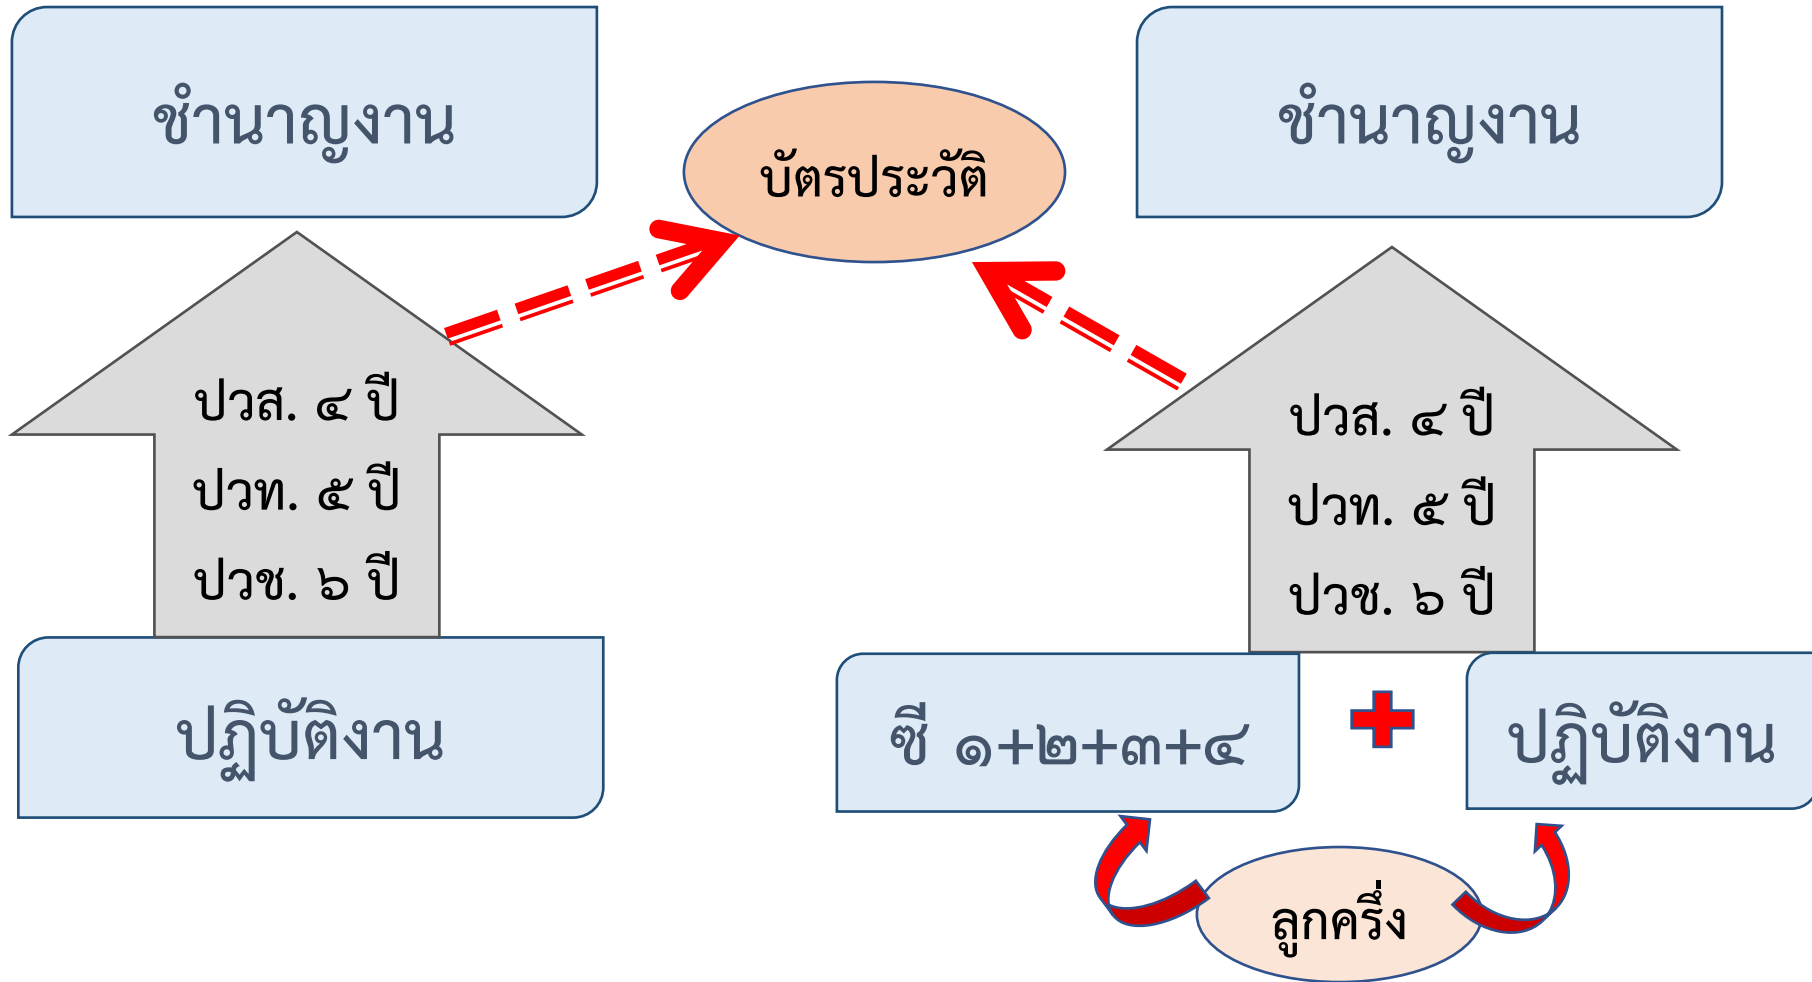 ชำนาญงาน
บัตรประวัติ
ชำนาญงาน
ปวส. ๔ ปี
ปวท. ๕ ปี
ปวช. ๖ ปี
ปวส. ๔ ปี
ปวท. ๕ ปี
ปวช. ๖ ปี
ปฏิบัติงาน
ซี ๑+๒+๓+๔
ปฏิบัติงาน
ลูกครึ่ง